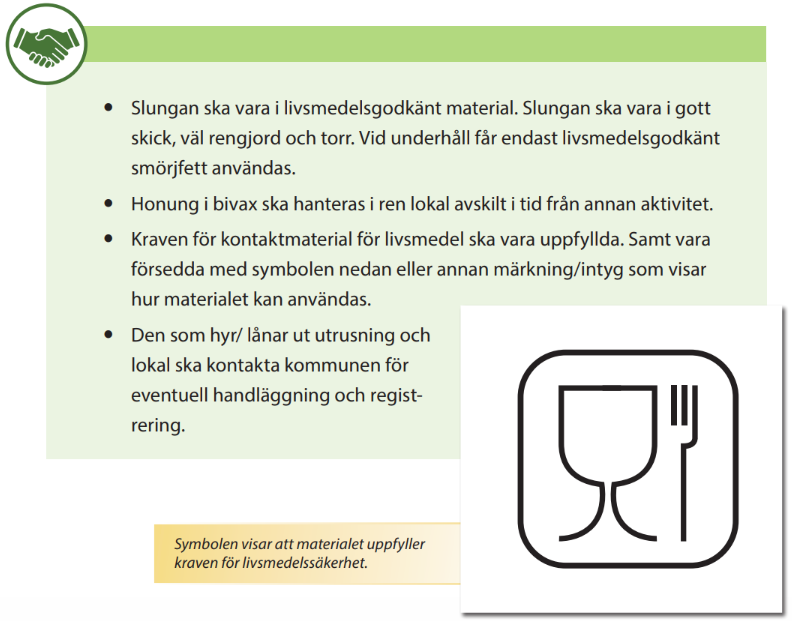 • Slungan ska vara i livsmedelsgodkänt material. Slungan ska vara i gott
skick, väl rengjord och torr. Vid underhåll får endast livsmedelsgodkänt
smörjfett användas.
• Honung i bivax ska hanteras i ren lokal avskilt i tid från annan aktivitet.
• Kraven för kontaktmaterial för livsmedel ska vara uppfyllda. Samt vara
försedda med symbolen nedan eller annan märkning/intyg som visar
hur materialet kan användas.
• Den som hyr/ lånar ut utrusning och
lokal ska kontakta kommunen för
eventuell handläggning och regist-
rering.
Symbolen visar att materialet uppfyller
kraven för livsmedelssäkerhet.